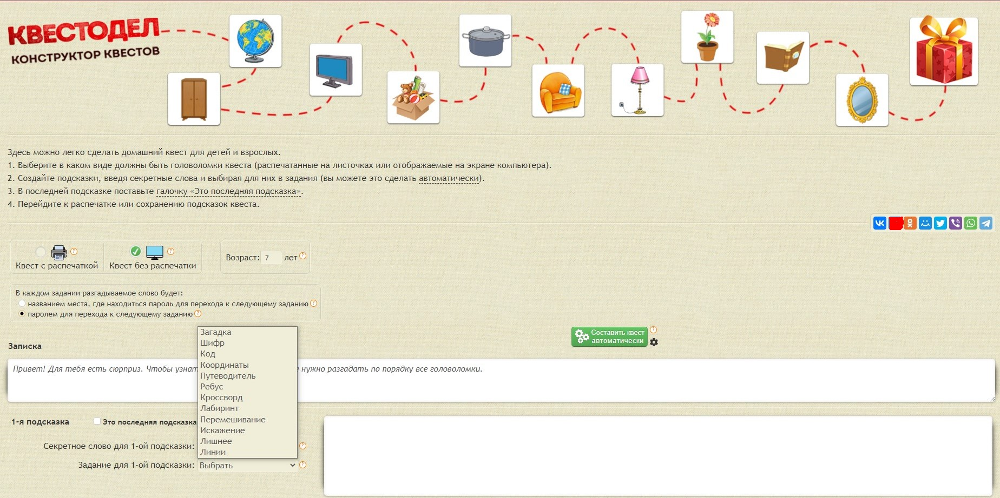 КВЕСТОДЕЛ
КОНСТРУКТОР КВЕСТОВ
Здесь можно легко сделать домашний квест для детей и взрослых.
1. Выберите в каком виде должны быть головоломки квеста (распечатанные на листочках или отображаемые на экране компьютера).
2. Создайте подсказки, введя секретные слова и выбирая для них в задания (вы можете это сделать автоматически).
3. В последней подсказке поставьте галочку «Это последняя подсказка».
4. Перейдите к распечатке или сохранению подсказок квеста.
Квест с распечаткой
Квест без распечатки
Возраст: 7 лет
В каждом задании разгадываемое слово будет:
названием места, где находиться пароль для перехода к следующему заданию
паролем для перехода к следующему заданию
Составить квест
автоматически
Записка
Привет! Для тебя есть сюрприз. Чтобы нужно разгадать по порядку все головоломки.
Загадка
Шифр
Код
Координаты
Путеводитель
Ребус
Кроссворд
Лабиринт
Перемешивание
Искажение
Лишнее
Линии
1-я подсказка
Это последняя подсказка
Секретное слово для 1-ой подсказки:
Задание для 1-ой подсказки: Выбрать